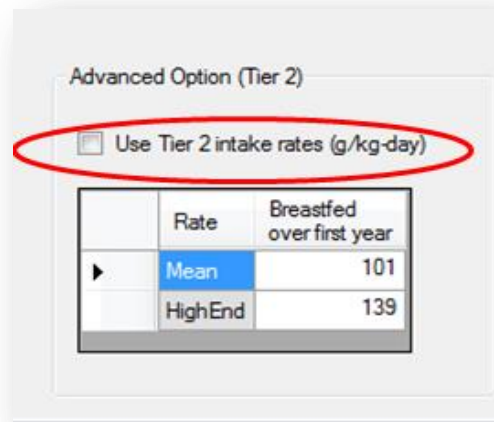 Advanced Option (Tier 2)
Use Tier 2 intake rates (g/kg-day)
Rate Breastfed
over first year
Mean 101
HighEnd 139